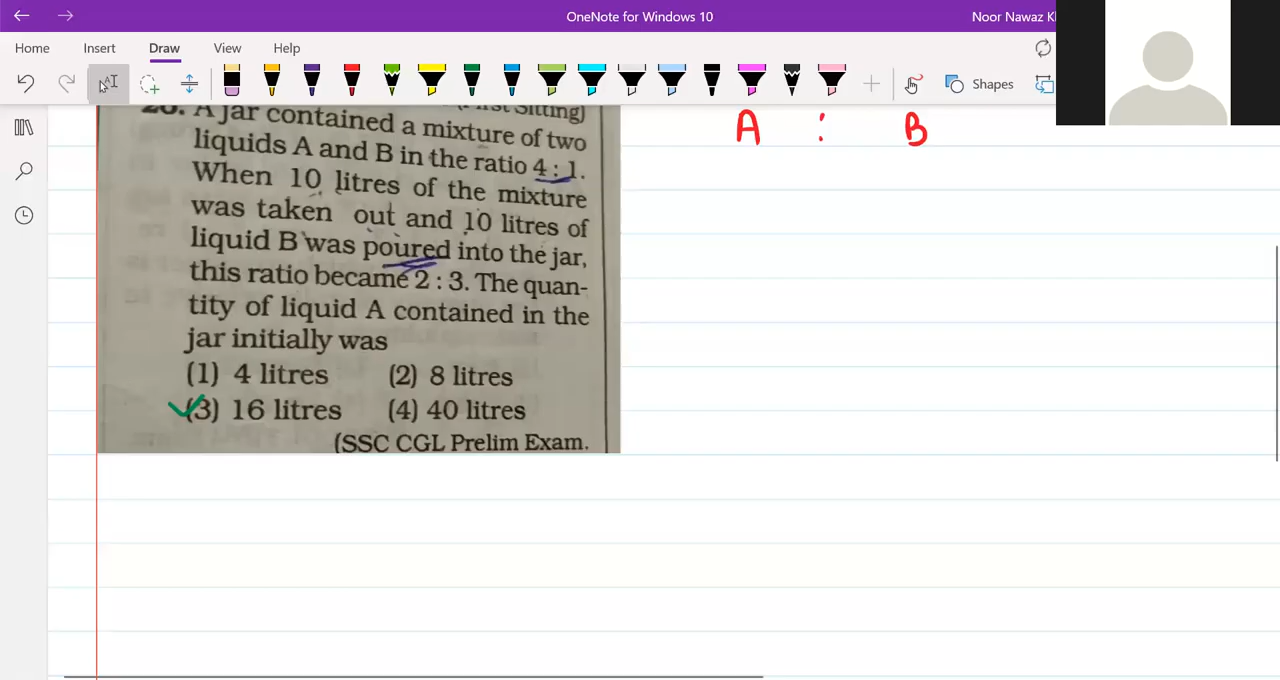 OneNote for Windows 10
Noor Nawaz Kh
Home Insert Draw View Help
Shapes
Sitting)
A : B
A jar contained a mixture of two
liquids A and B in the ratio 4 : 1.
When 10 litres of the mixture
was taken out and 10 litres of
liquid B was poured into the jar,
this ratio became 2 : 3. The quan-
tity of liquid A contained in the
jar initially was
(1) 4 litres (2) 8 litres
(3) 16 litres (4) 40 litres
(SSC CGL Prelim Exam.